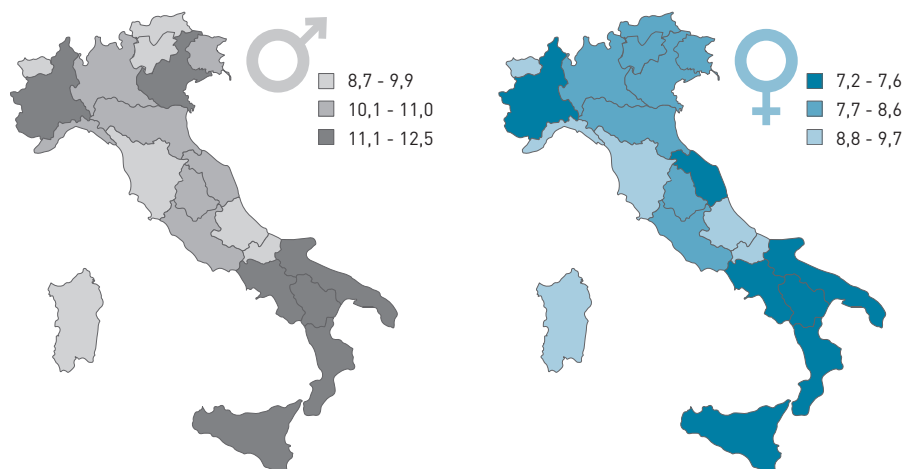 8,7 - 9,9
10,1 - 11,0
11,1 - 12,5
7,2 - 7,6
7,7 - 8,6
8,8 - 9,7